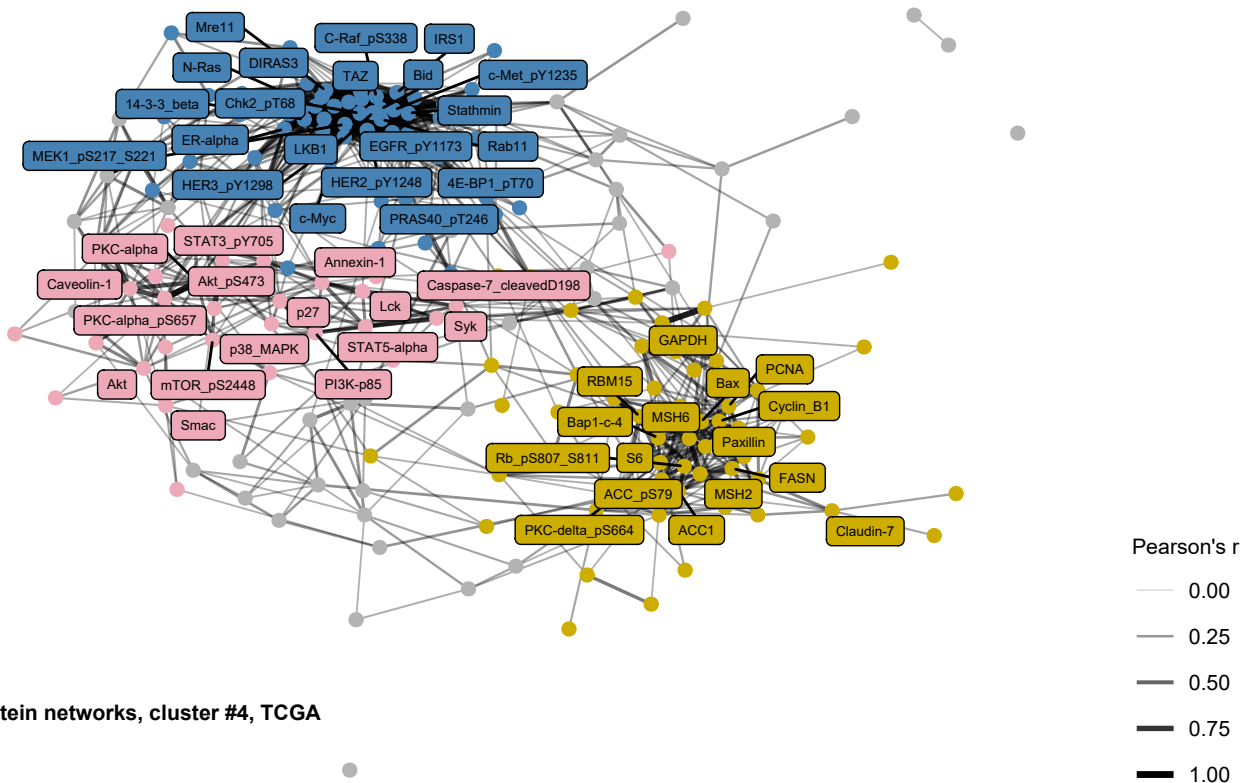 Mre11
C-Raf_pS338
IRS1
N-Ras
DIRAS3
TAZ
Bid
c-Met_pY1235
14-3-3_beta
Chk2_pT68
Stathmin
ER-alpha
MEK1_pS217_S221
LKB1
EGFR_pY1173
Rab11
HER3_pY1298
HER2_pY1248
4E-BP1_pT70
c-Myc
PRAS40_pT246
PKC-alpha
STAT3_pY705
Annexin-1
Caveolin-1
Akt_pS473
Caspase-7_cleavedD198
PKC-alpha_pS657
p27
Lck
Syk
p38_MAPK
STAT5-alpha
GAPDH
Akt
mTOR_pS2448
PI3K-p85
RBM15
Bax
PCNA
Smac
Bap1-c-4
MSH6
Cyclin_B1
Paxillin
Rb_pS807_S811
S6
FASN
ACC_pS79
MSH2
PKC-delta_pS664
ACC1
Claudin-7
Pearson's r
0.00
0.25
0.50
0.75
1.00
tein networks, cluster #4, TCGA